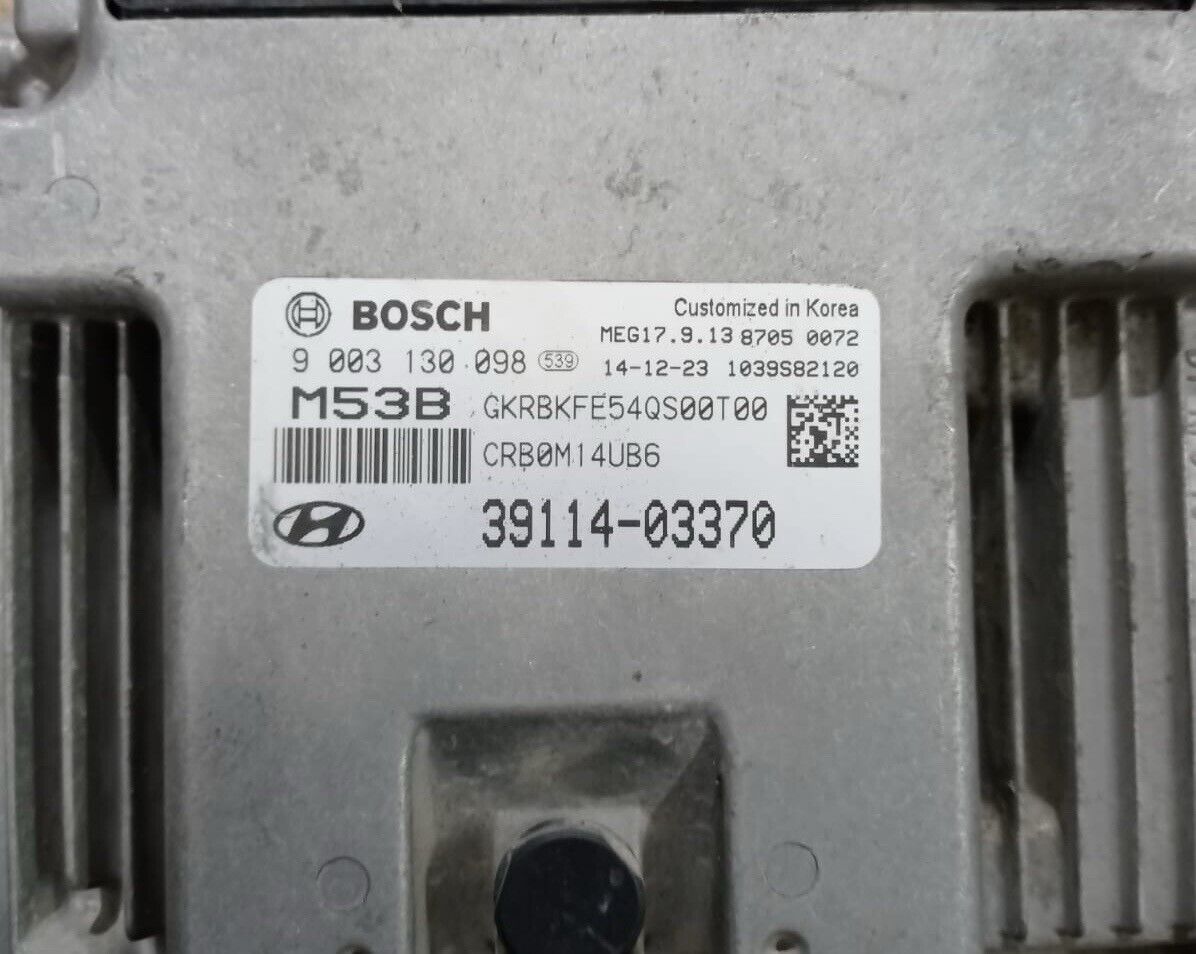 BOSCH
Customized in Korea
MEG17.9.13 8705 0072
9 003 130 098 539
14-12-23 1039S82120
M53B
GKRBKFE54QS00T00
CRB0M14UB6
39114-03370